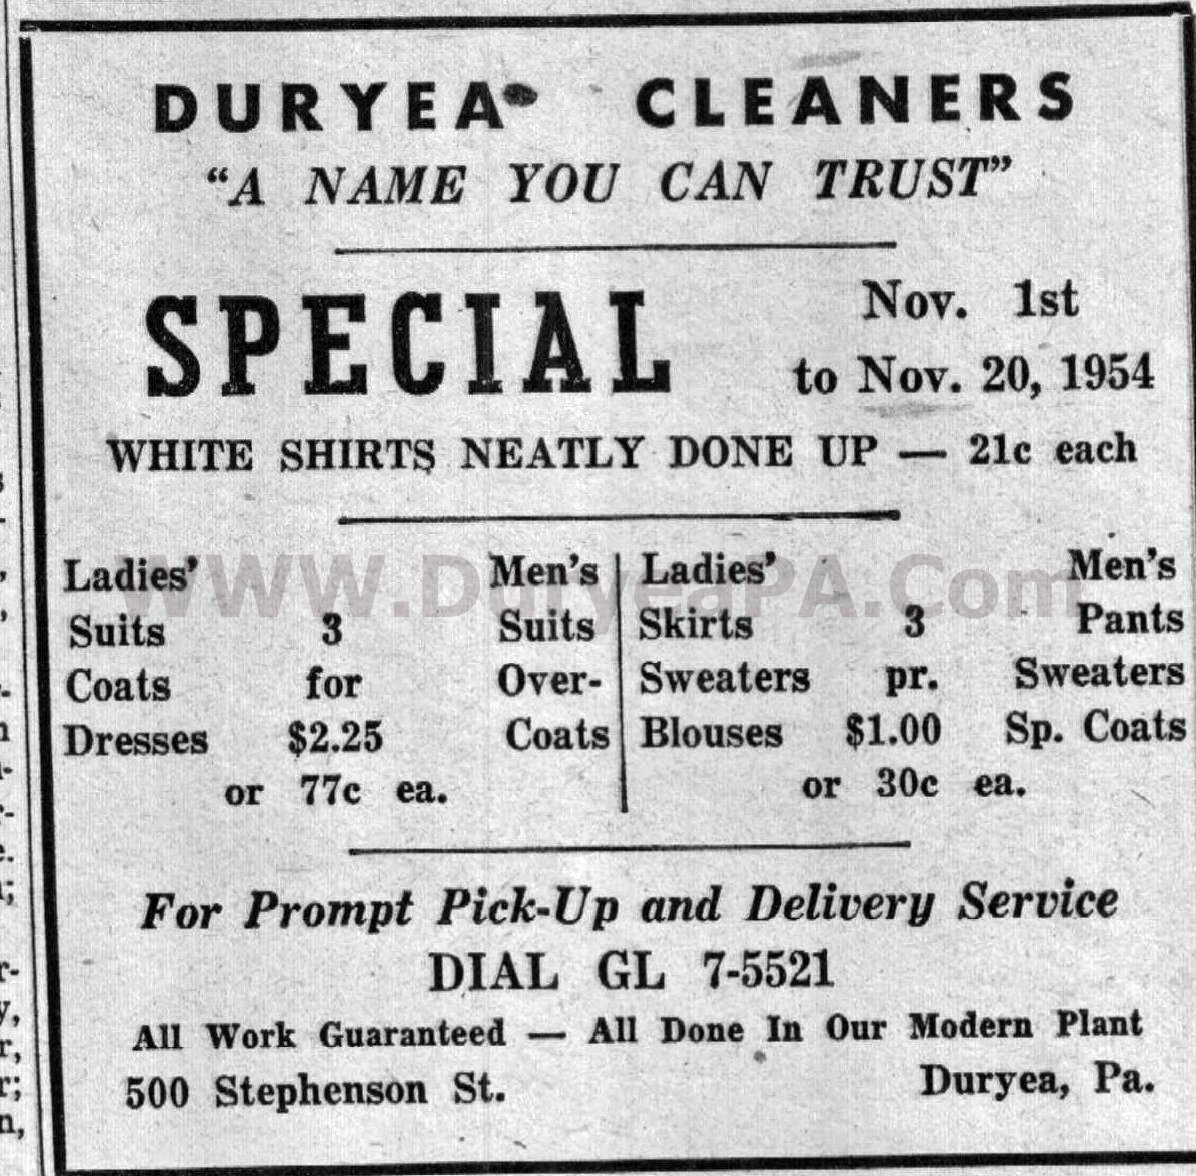 DURYEA CLEANERS
"A NAME YOU CAN TRUST"
SPECIAL
Nov. 1st
to Nov. 20, 1954
WHITE SHIRTS NEATLY DONE UP — 21c each
Ladies' Men's
Suits 3 Suits
Coats for Over-
Dresses $2.25 Coats
or 77c ea.
Ladies' Men's
Skirts 3 Pants
Sweaters pr. Sweaters
Blouses $1.00 Sp. Coats
or 30c ea.
WWW.DuryeaPA.Com
For Prompt Pick-Up and Delivery Service
DIAL GL 7-5521
All Work Guaranteed — All Done In Our Modern Plant
500 Stephenson St. Duryea, Pa.